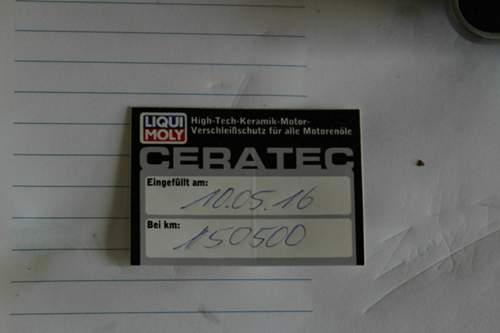 LIQUI
MOLY
High-Tech-Keramik-Motor-
Verschleißschutz für alle Motorenöle
CERATEC
Eingefüllt am:
10.05.16
Bei km:
150500